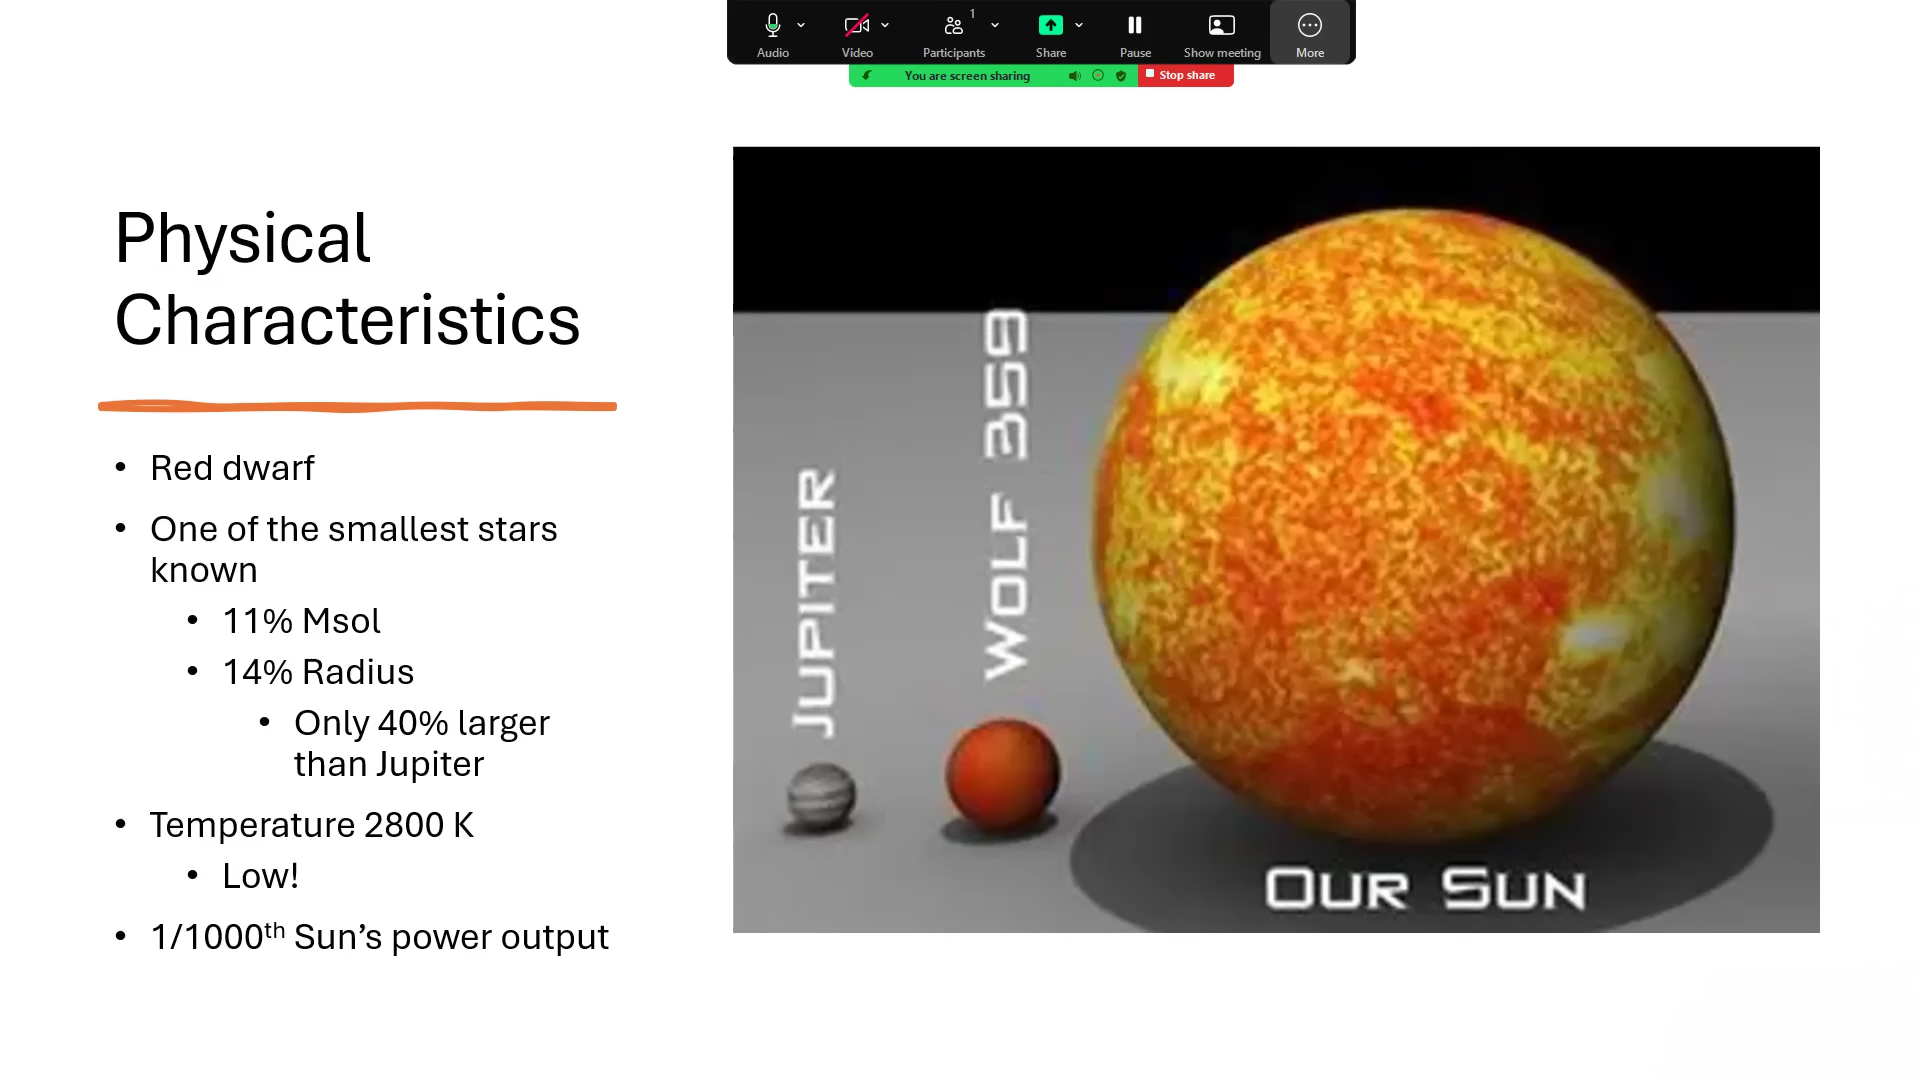 1
Audio
Video
Participants
Share
Pause
Show meeting
More
You are screen sharing
Stop share
Physical
Characteristics
• Red dwarf
• One of the smallest stars
known
• 11% Msol
• 14% Radius
• Only 40% larger
than Jupiter
• Temperature 2800 K
• Low!
• 1/1000th Sun’s power output
JUPITER
WOLF 359
OUR SUN